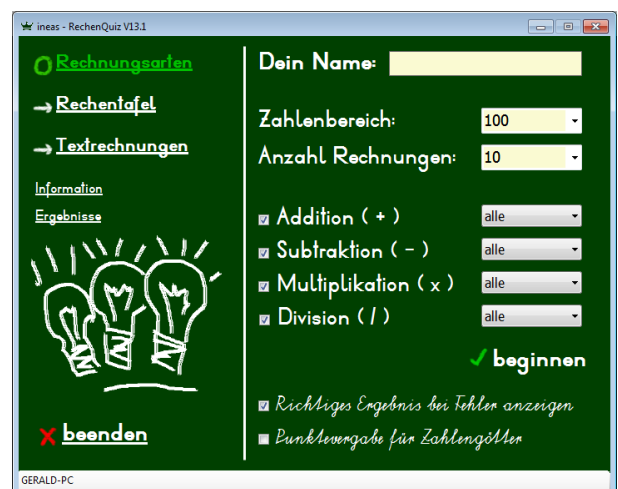 ineas - RechenQuiz V13.1
Rechnungsarten
Rechentafel
Textrechnungen
Information
Ergebnisse
beenden
Dein Name:
Zahlenbereich: 100
Anzahl Rechnungen: 10
Addition ( + ) alle
Subtraktion ( - ) alle
Multiplikation ( x ) alle
Division ( / ) alle
beginnen
Richtiges Ergebnis bei Fehler anzeigen
Punktevergabe für Zahlengötter
GERALD-PC